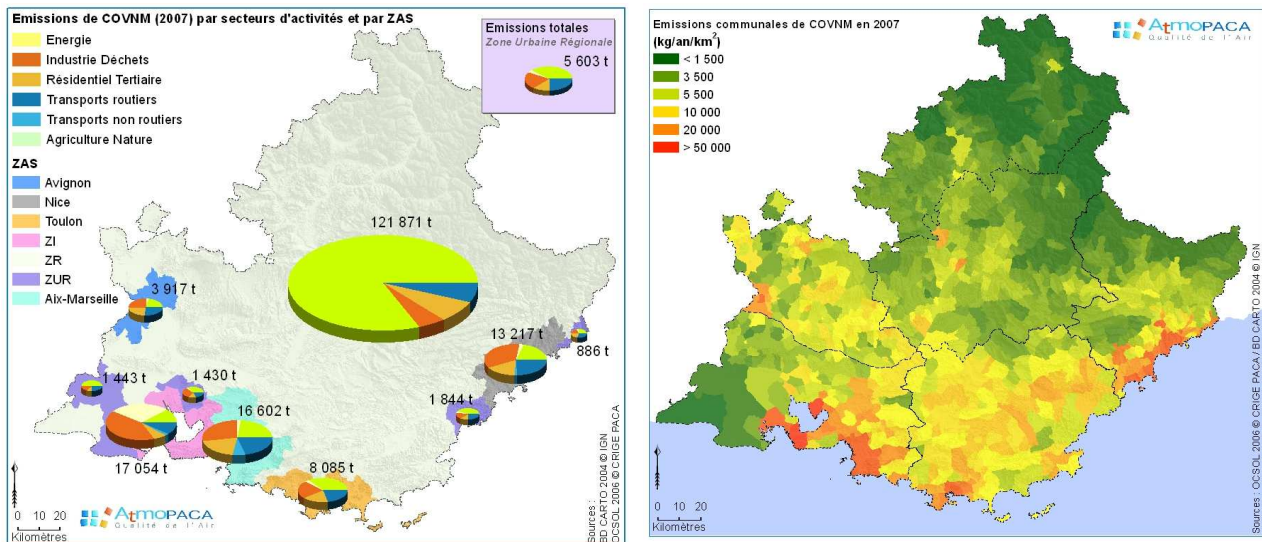 Emissions de COVNM (2007) par secteurs d'activités et par ZAS
Energie
Industrie Déchets
Résidentiel Tertiaire
Transports routiers
Transports non routiers
Agriculture Nature
ZAS
Avignon
Nice
Toulon
ZI
ZR
ZUR
Aix-Marseille
Emissions totales
Zone Urbaine Régionale
5 603 t
121 871 t
3 917 t
13 217 t
886 t
1 443 t
1 430 t
1 844 t
16 602 t
17 054 t
8 085 t
0 10 20
Kilomètres
AtmoPACA
Qualité de l'Air
Sources :
BD CARTO 2004 © IGN
OCSOL 2006 © CRIGE PACA
Emissions communales de COVNM en 2007
(kg/an/km²)
< 1 500
3 500
5 500
10 000
20 000
> 50 000
AtmoPACA
Qualité de l'Air
0 10 20
Kilomètres
Sources : OCSOL 2006 © CRIGE PACA / BD CARTO 2004 © IGN